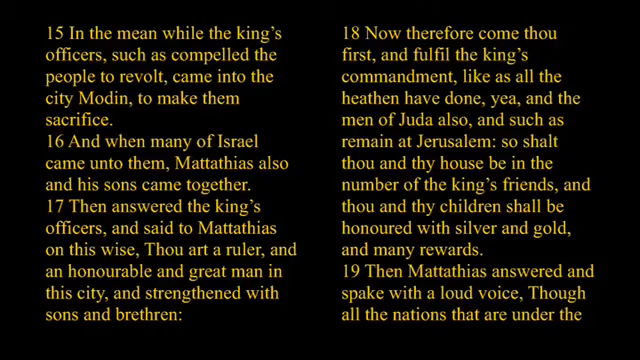 15 In the mean while the king's
officers, such as compelled the
people to revolt, came into the
city Modin, to make them
sacrifice.
16 And when many of Israel
came unto them, Mattathias also
and his sons came together.
17 Then answered the king's
officers, and said to Mattathias
on this wise, Thou art a ruler, and
an honourable and great man in
this city, and strengthened with
sons and brethren:
18 Now therefore come thou
first, and fulfil the king's
commandment, like as all the
heathen have done, yea, and the
men of Juda also, and such as
remain at Jerusalem: so shalt
thou and thy house be in the
number of the king's friends, and
thou and thy children shall be
honoured with silver and gold,
and many rewards.
19 Then Mattathias answered and
spake with a loud voice, Though
all the nations that are under the